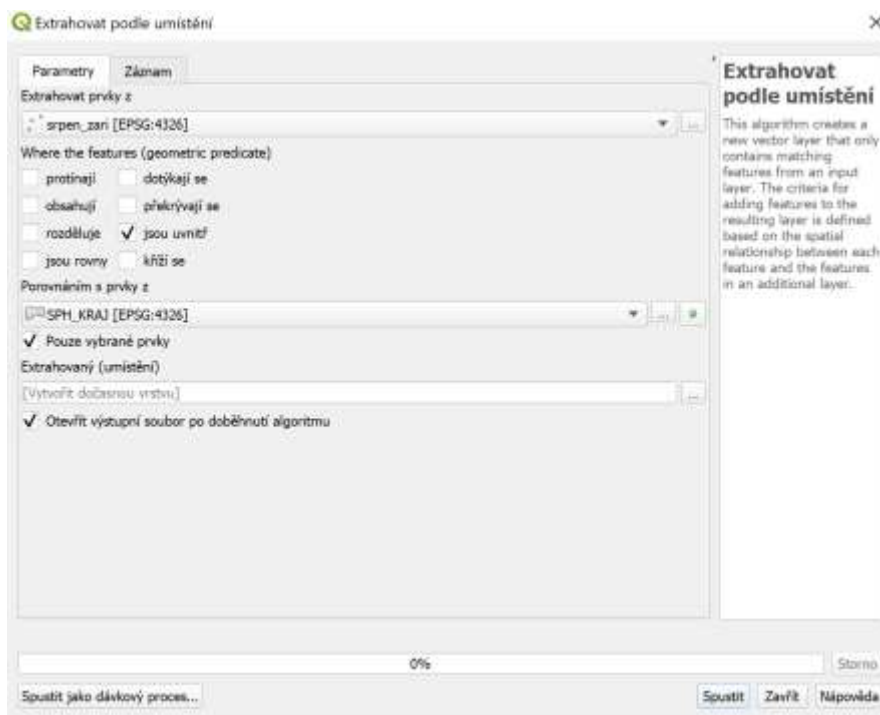 Extrahovat podle umístění
Parametry
Záznam
Extrahovat prvky z
srpen_zari [EPSG:4326]
...
Where the features (geometric predicate)
protínají
dotýkají se
obsahují
překrývají se
rozděluje
jsou uvnitř
jsou rovny
kříží se
Porovnáním s prvky z
SPH_KRAJ [EPSG:4326]
...
Pouze vybrané prvky
Extrahovaný (umístění)
[Vytvořit dočasnou vrstvu]
...
Otevřít výstupní soubor po doběhnutí algoritmu
Extrahovat
podle umístění
This algorithm creates a
new vector layer that only
contains matching
features from an input
layer. The criteria for
adding features to the
resulting layer is defined
based on the spatial
relationship between each
feature and the features
in an additional layer.
0%
Storno
Spustit jako dávkový proces...
Spustit
Zavřít
Nápověda